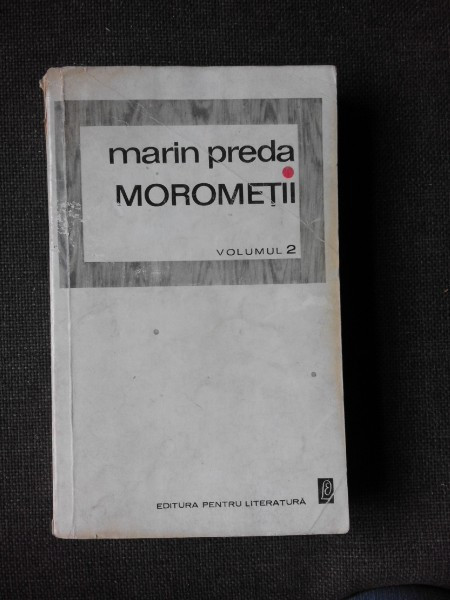 marin preda
MOROMEȚII
VOLUMUL 2
EDITURA PENTRU LITERATURĂ